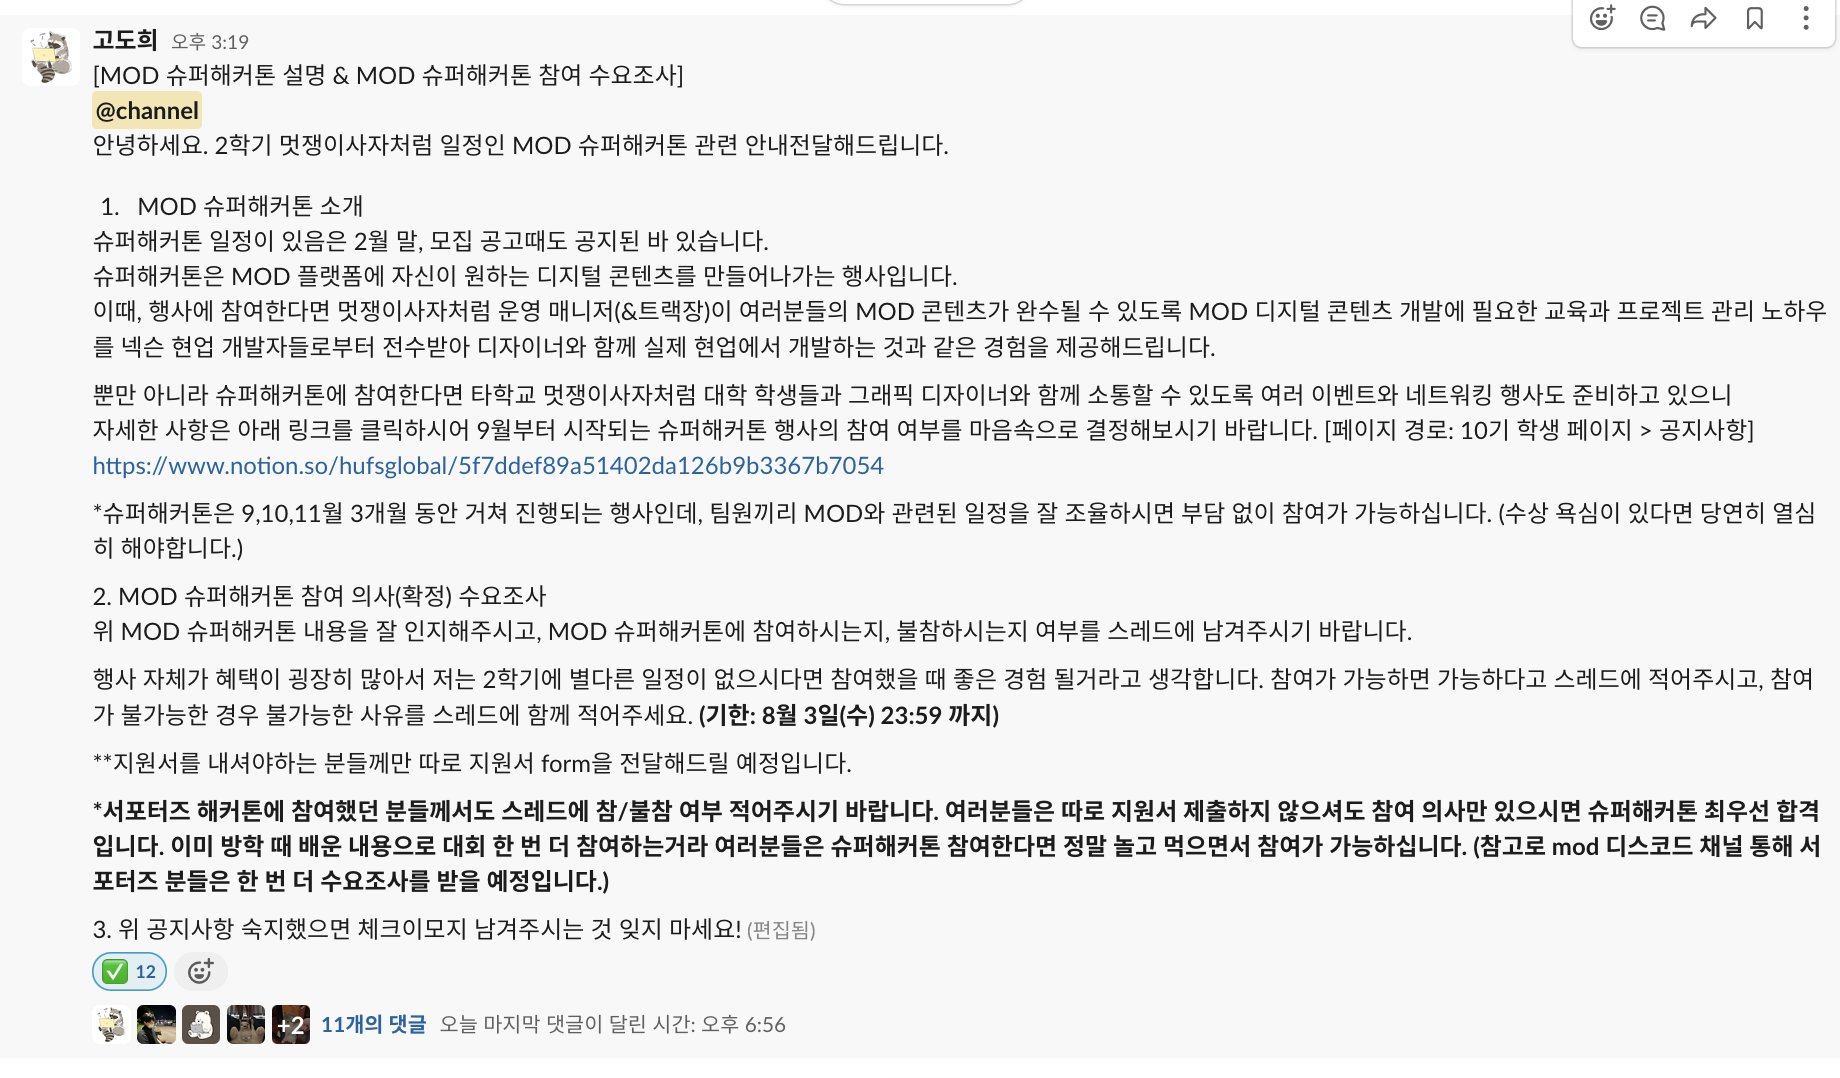 고도희 오후 3:19
[MOD 슈퍼해커톤 설명 & MOD 슈퍼해커톤 참여 수요조사]
@channel
안녕하세요. 2학기 멋쟁이사자처럼 일정인 MOD 슈퍼해커톤 관련 안내전달해드립니다.
1. MOD 슈퍼해커톤 소개
슈퍼해커톤 일정이 있음은 2월 말, 모집 공고때도 공지된 바 있습니다.
슈퍼해커톤은 MOD 플랫폼에 자신이 원하는 디지털 콘텐츠를 만들어나가는 행사입니다.
이때, 행사에 참여한다면 멋쟁이사자처럼 운영 매니저(&트랙장)이 여러분들의 MOD 콘텐츠가 완수될 수 있도록 MOD 디지털 콘텐츠 개발에 필요한 교육과 프로젝트 관리 노하우
를 넥슨 현업 개발자들로부터 전수받아 디자이너와 함께 실제 현업에서 개발하는 것과 같은 경험을 제공해드립니다.
뿐만 아니라 슈퍼해커톤에 참여한다면 타학교 멋쟁이사자처럼 대학 학생들과 그래픽 디자이너와 함께 소통할 수 있도록 여러 이벤트와 네트워킹 행사도 준비하고 있으니
자세한 사항은 아래 링크를 클릭하시어 9월부터 시작되는 슈퍼해커톤 행사의 참여 여부를 마음속으로 결정해보시기 바랍니다. [페이지 경로: 10기 학생 페이지 > 공지사항]
https://www.notion.so/hufsglobal/5f7ddef89a51402da126b9b3367b7054
*슈퍼해커톤은 9,10,11월 3개월 동안 거쳐 진행되는 행사인데, 팀원끼리 MOD와 관련된 일정을 잘 조율하시면 부담 없이 참여가 가능하십니다. (수상 욕심이 있다면 당연히 열심
히 해야합니다.)
2. MOD 슈퍼해커톤 참여 의사(확정) 수요조사
위 MOD 슈퍼해커톤 내용을 잘 인지해주시고, MOD 슈퍼해커톤에 참여하시는지, 불참하시는지 여부를 스레드에 남겨주시기 바랍니다.
행사 자체가 혜택이 굉장히 많아서 저는 2학기에 별다른 일정이 없으시다면 참여했을 때 좋은 경험 될거라고 생각합니다. 참여가 가능하면 가능하다고 스레드에 적어주시고, 참여
가 불가능한 경우 불가능한 사유를 스레드에 함께 적어주세요. (기한: 8월 3일(수) 23:59 까지)
**지원서를 내셔야하는 분들께만 따로 지원서 form을 전달해드릴 예정입니다.
*서포터즈 해커톤에 참여했던 분들께서도 스레드에 참/불참 여부 적어주시기 바랍니다. 여러분들은 따로 지원서 제출하지 않으셔도 참여 의사만 있으시면 슈퍼해커톤 최우선 합격
입니다. 이미 방학 때 배운 내용으로 대회 한 번 더 참여하는거라 여러분들은 슈퍼해커톤 참여한다면 정말 놀고 먹으면서 참여가 가능하십니다. (참고로 mod 디스코드 채널 통해 서
포터즈 분들은 한 번 더 수요조사를 받을 예정입니다.)
3. 위 공지사항 숙지했으면 체크이모지 남겨주시는 것 잊지 마세요! (편집됨)
12
+2 11개의 댓글 오늘 마지막 댓글이 달린 시간: 오후 6:56